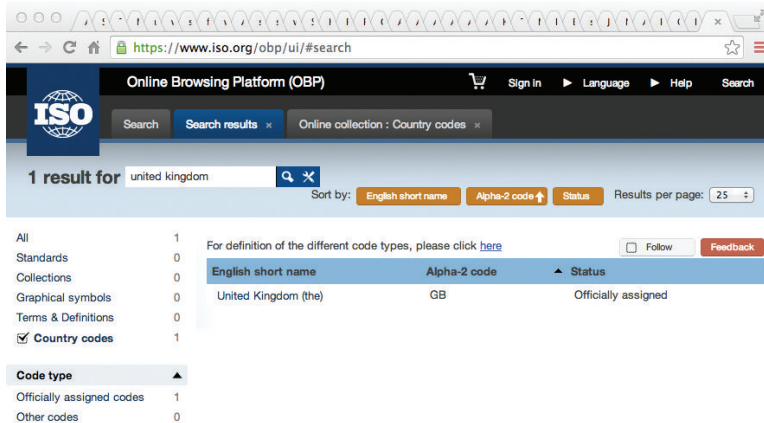 https://www.iso.org/obp/ui/#search
Online Browsing Platform (OBP) Sign in ▶ Language ▶ Help Search
ISO
Search Search results × Online collection : Country codes ×
1 result for united kingdom
Sort by: English short name Alpha-2 code Status Results per page: 25
All 1
Standards 0
Collections 0
Graphical symbols 0
Terms & Definitions 0
Country codes 1
For definition of the different code types, please click here Follow Feedback
English short name Alpha-2 code ▲ Status
United Kingdom (the) GB Officially assigned
Code type ▲
Officially assigned codes 1
Other codes 0